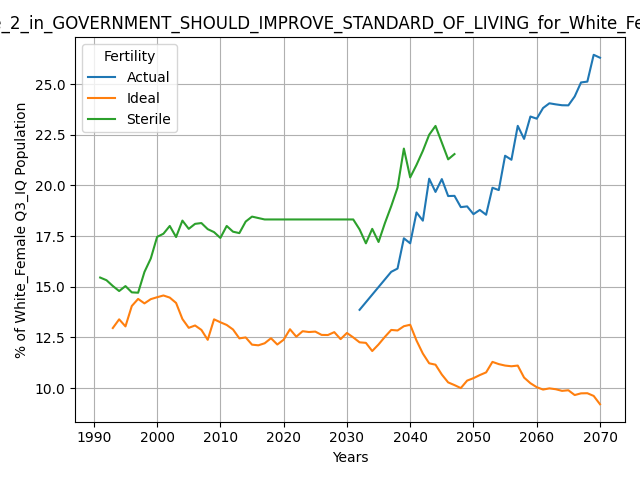 _2_in_GOVERNMENT_SHOULD_IMPROVE_STANDARD_OF_LIVING_for_White_Fe
Fertility
Actual
Ideal
Sterile
% of White_Female Q3_IQ Population
25.0
22.5
20.0
17.5
15.0
12.5
10.0
1990 2000 2010 2020 2030 2040 2050 2060 2070
Years